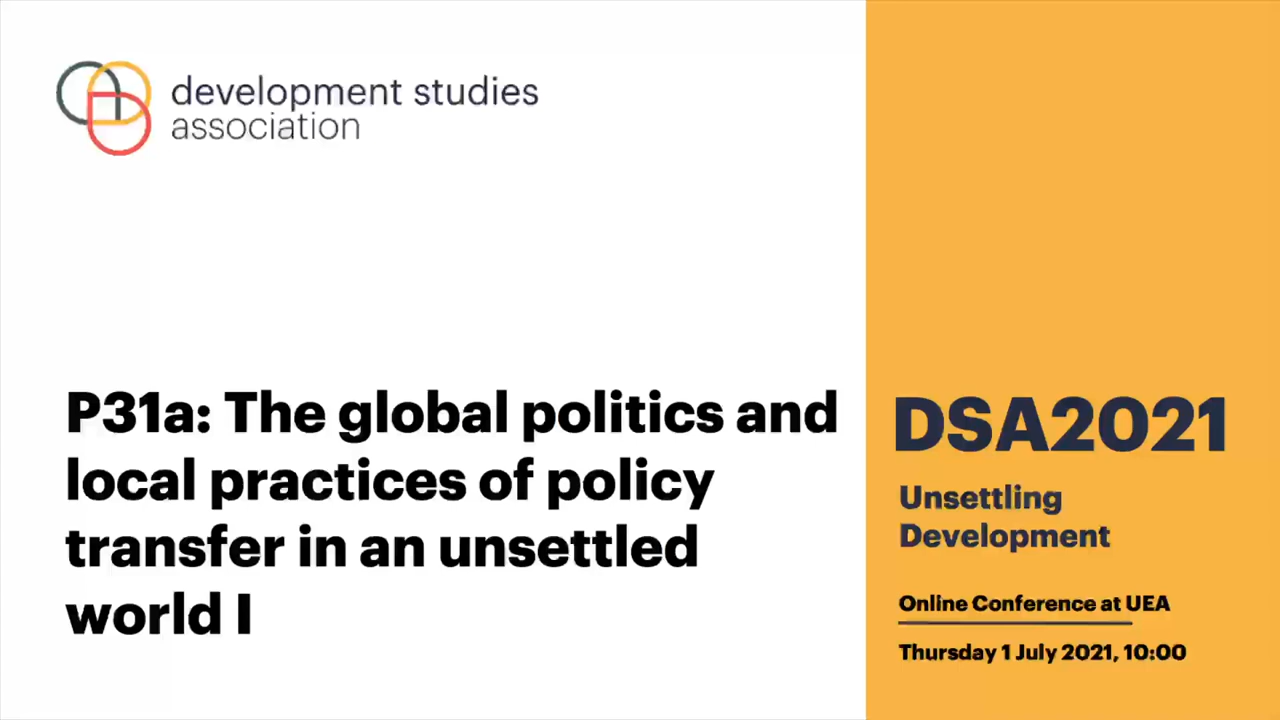 development studies
association
P31a: The global politics and
local practices of policy
transfer in an unsettled
world I
DSA2021
Unsettling
Development
Online Conference at UEA
Thursday 1 July 2021, 10:00